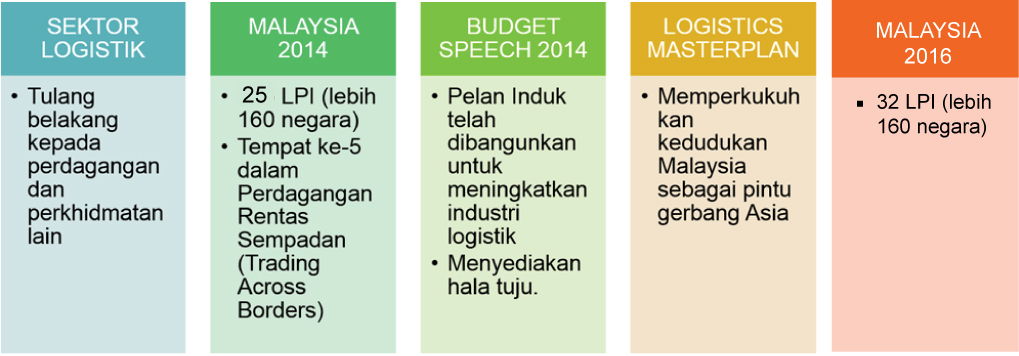 SEKTOR
LOGISTIK
• Tulang
belakang
kepada
perdagangan
dan
perkhidmatan
lain
MALAYSIA
2014
• 25 LPI (lebih
160 negara)
• Tempat ke-5
dalam
Perdagangan
Rentas
Sempadan
(Trading
Across
Borders)
BUDGET
SPEECH 2014
• Pelan Induk
telah
dibangunkan
untuk
meningkatkan
industri
logistik
• Menyediakan
hala tuju.
LOGISTICS
MASTERPLAN
• Memperkukuh
kan
kedudukan
Malaysia
sebagai pintu
gerbang Asia
MALAYSIA
2016
▪ 32 LPI (lebih
160 negara)